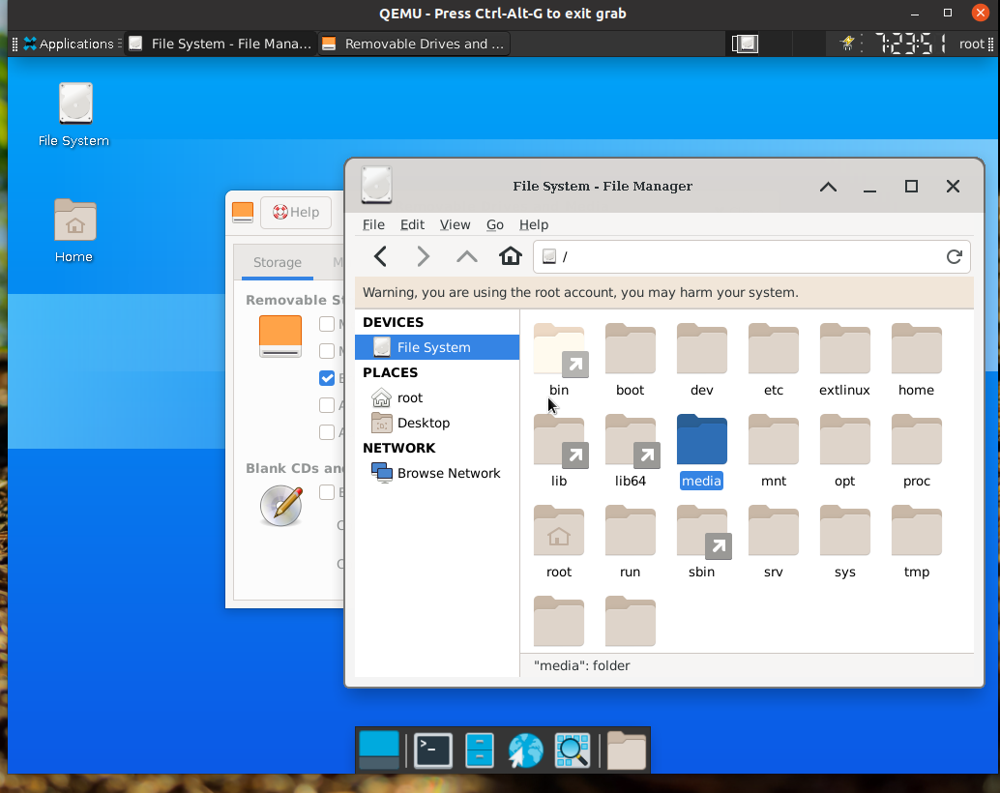 QEMU - Press Ctrl-Alt-G to exit grab
Applications
File System - File Mana...
Removable Drives and ...
7:23:51
root
File System
Home
Help
Storage
M
Removable St
Blank CDs and
File System - File Manager
File Edit View Go Help
/
Warning, you are using the root account, you may harm your system.
DEVICES
File System
PLACES
root
Desktop
NETWORK
Browse Network
bin boot dev etc extlinux home
lib lib64 media mnt opt proc
root run sbin srv sys tmp
"media": folder